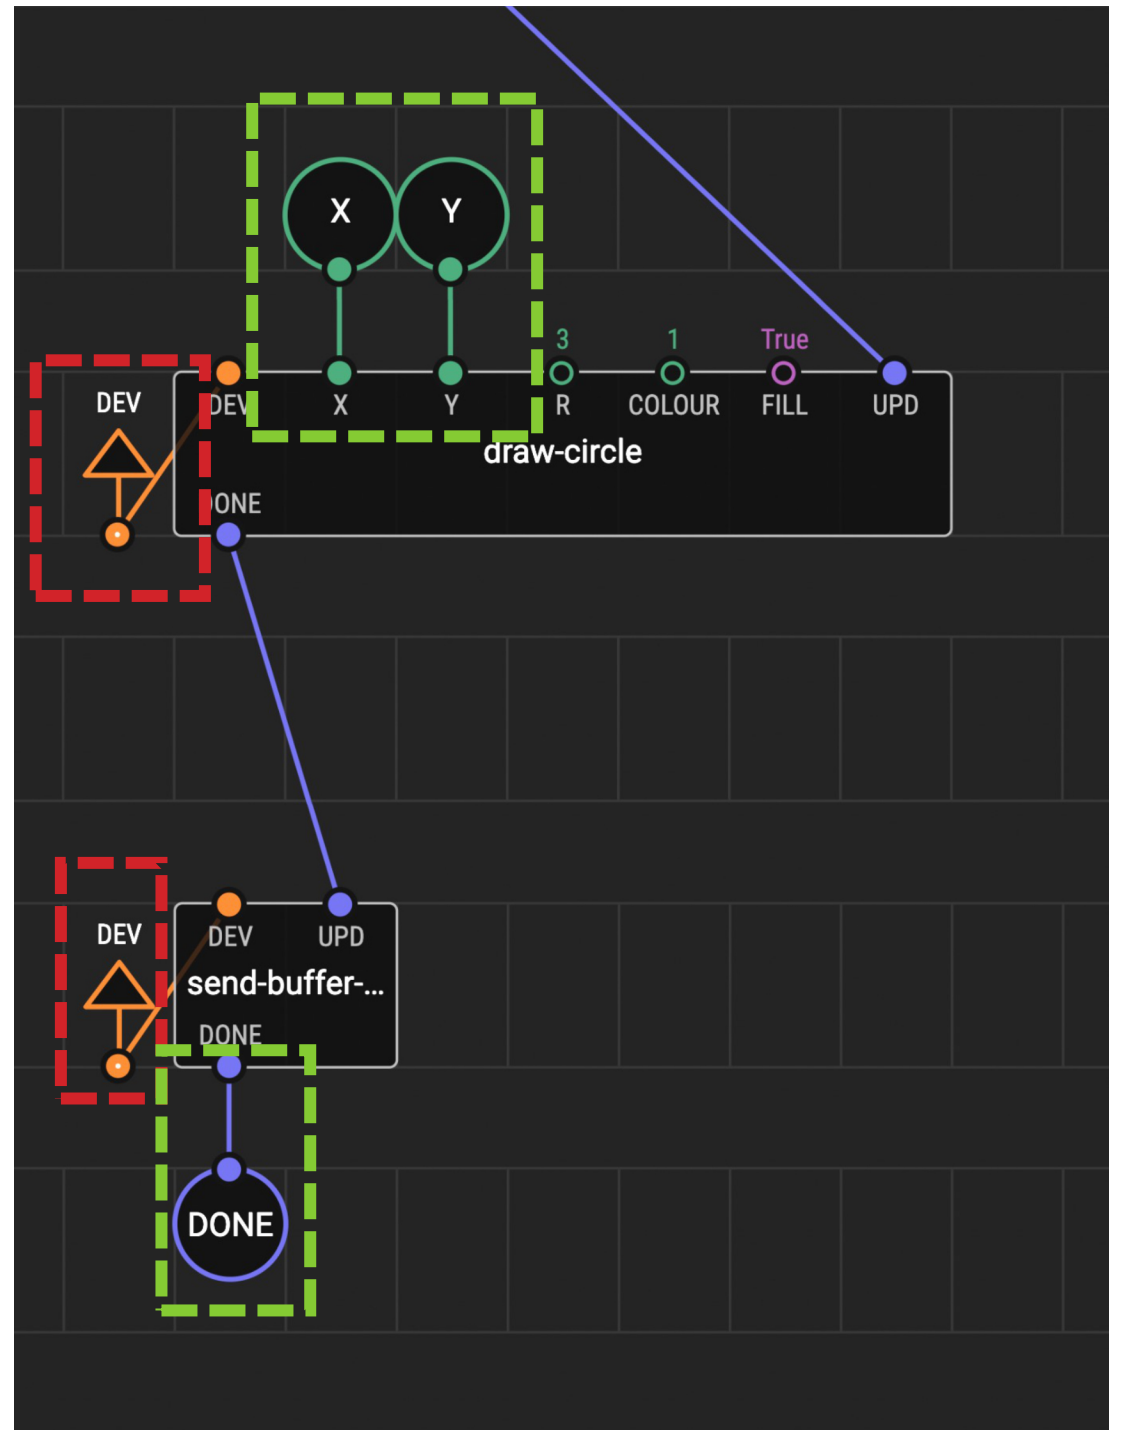 X Y
3 1 True
DEV DEV X Y R COLOUR FILL UPD
draw-circle
DONE
DEV DEV UPD
send-buffer-...
DONE
DONE